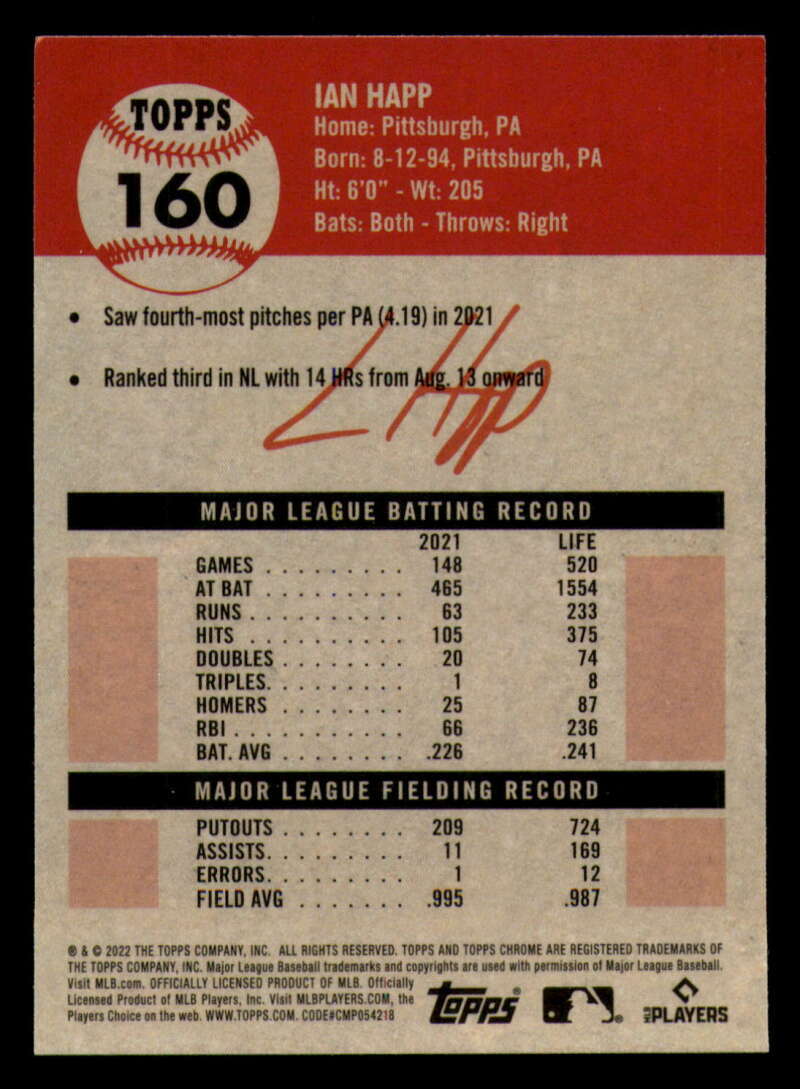 TOPPS
160
IAN HAPP
Home: Pittsburgh, PA
Born: 8-12-94, Pittsburgh, PA
Ht: 6'0" - Wt: 205
Bats: Both - Throws: Right
• Saw fourth-most pitches per PA (4.19) in 2021
• Ranked third in NL with 14 HRs from Aug. 13 onward
I Happ
MAJOR LEAGUE BATTING RECORD
2021 LIFE
GAMES . . . . . . . . . 148 520
AT BAT . . . . . . . . . 465 1554
RUNS . . . . . . . . . . 63 233
HITS . . . . . . . . . . 105 375
DOUBLES . . . . . . . . 20 74
TRIPLES. . . . . . . . . 1 8
HOMERS . . . . . . . . 25 87
RBI . . . . . . . . . . . 66 236
BAT. AVG . . . . . . . . .226 .241
MAJOR LEAGUE FIELDING RECORD
PUTOUTS . . . . . . . . 209 724
ASSISTS. . . . . . . . . 11 169
ERRORS. . . . . . . . . 1 12
FIELD AVG . . . . . . . .995 .987
® & © 2022 THE TOPPS COMPANY, INC. ALL RIGHTS RESERVED. TOPPS AND TOPPS CHROME ARE REGISTERED TRADEMARKS OF
THE TOPPS COMPANY, INC. Major League Baseball trademarks and copyrights are used with permission of Major League Baseball.
Visit MLB.com. OFFICIALLY LICENSED PRODUCT OF MLB. Officially
Licensed Product of MLB Players, Inc. Visit MLBPLAYERS.COM, the
Players Choice on the web. WWW.TOPPS.COM. CODE#CMP054218
Topps®
MLB PLAYERS